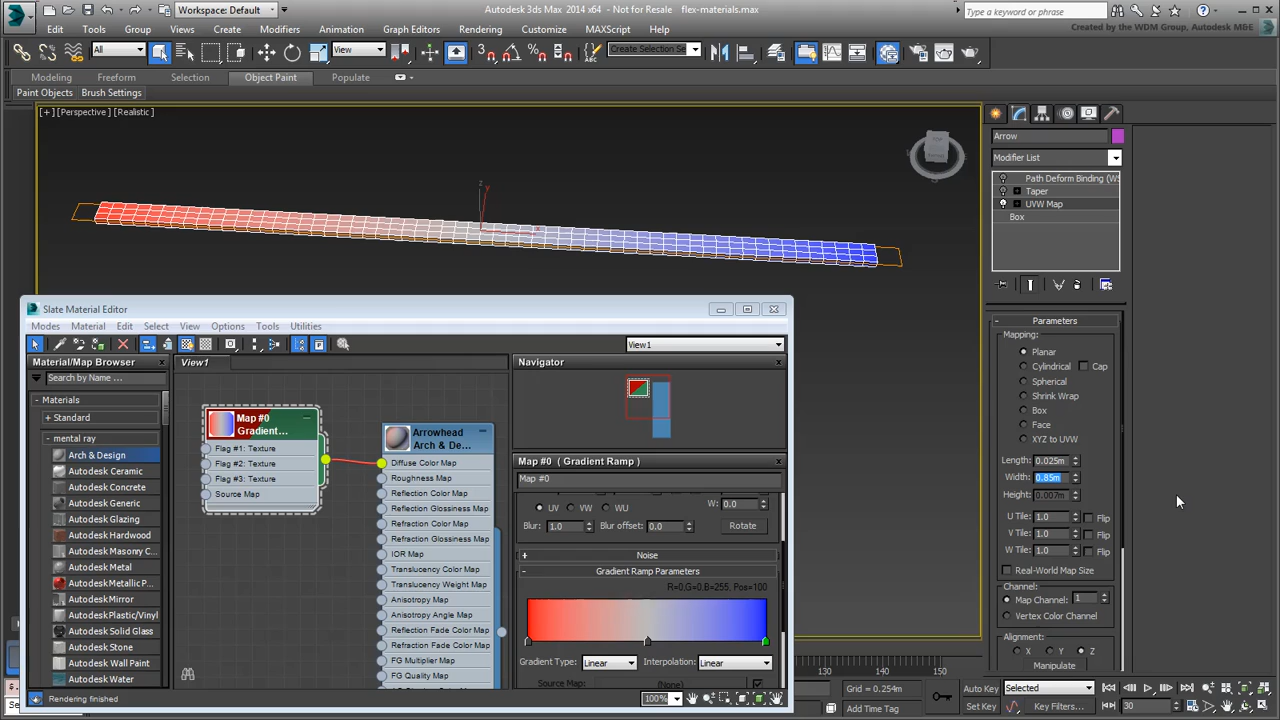 Workspace: Default
Autodesk 3ds Max 2014 x64 - Not for Resale flex-materials.max
Type a keyword or phrase
Edit Tools Group Views Create Modifiers Animation Graph Editors Rendering Customize MAXScript Help
Created by the WDM Group, Autodesk M&E
All View Create Selection Se
Modeling Freeform Selection Object Paint Populate
Paint Objects Brush Settings
[+] [Perspective] [Realistic]
Arrow
Modifier List
Path Deform Binding (WS
Taper
UVW Map
Box
z
y
Parameters
Mapping:
Planar
Cylindrical Cap
Spherical
Shrink Wrap
Box
Face
XYZ to UVW
Length: 0.025m
Width: 0.85m
Height: 0.007m
U Tile: 1.0 Flip
V Tile: 1.0 Flip
W Tile: 1.0 Flip
Real-World Map Size
Channel:
Map Channel: 1
Vertex Color Channel
Alignment:
X Y Z
Manipulate
Slate Material Editor
Modes Material Edit Select View Options Tools Utilities
View1
Material/Map Browser
Search by Name ...
- Materials
+ Standard
- mental ray
Arch & Design
Autodesk Ceramic
Autodesk Concrete
Autodesk Generic
Autodesk Glazing
Autodesk Hardwood
Autodesk Masonry C...
Autodesk Metal
Autodesk Metallic P...
Autodesk Mirror
Autodesk Plastic/Vinyl
Autodesk Solid Glass
Autodesk Stone
Autodesk Wall Paint
Autodesk Water
View1
Map #0
Gradient...
Flag #1: Texture
Flag #2: Texture
Flag #3: Texture
Source Map
Arrowhead
Arch & De...
Diffuse Color Map
Roughness Map
Reflection Color Map
Reflection Glossiness Map
Refraction Color Map
Refraction Glossiness Map
IOR Map
Translucency Color Map
Translucency Weight Map
Anisotropy Map
Anisotropy Angle Map
Reflection Fade Color Map
Refraction Fade Color Map
FG Multiplier Map
FG Quality Map
Navigator
Map #0 ( Gradient Ramp )
Map #0
UV VW WU W: 0.0
Blur: 1.0 Blur offset: 0.0 Rotate
+ Noise
- Gradient Ramp Parameters
R=0,G=0,B=255, Pos=100
Gradient Type: Linear Interpolation: Linear
Source Map: (None)
Rendering finished
100%
130 140 150
Grid = 0.254m
Add Time Tag
Auto Key Selected
Set Key Key Filters... 30